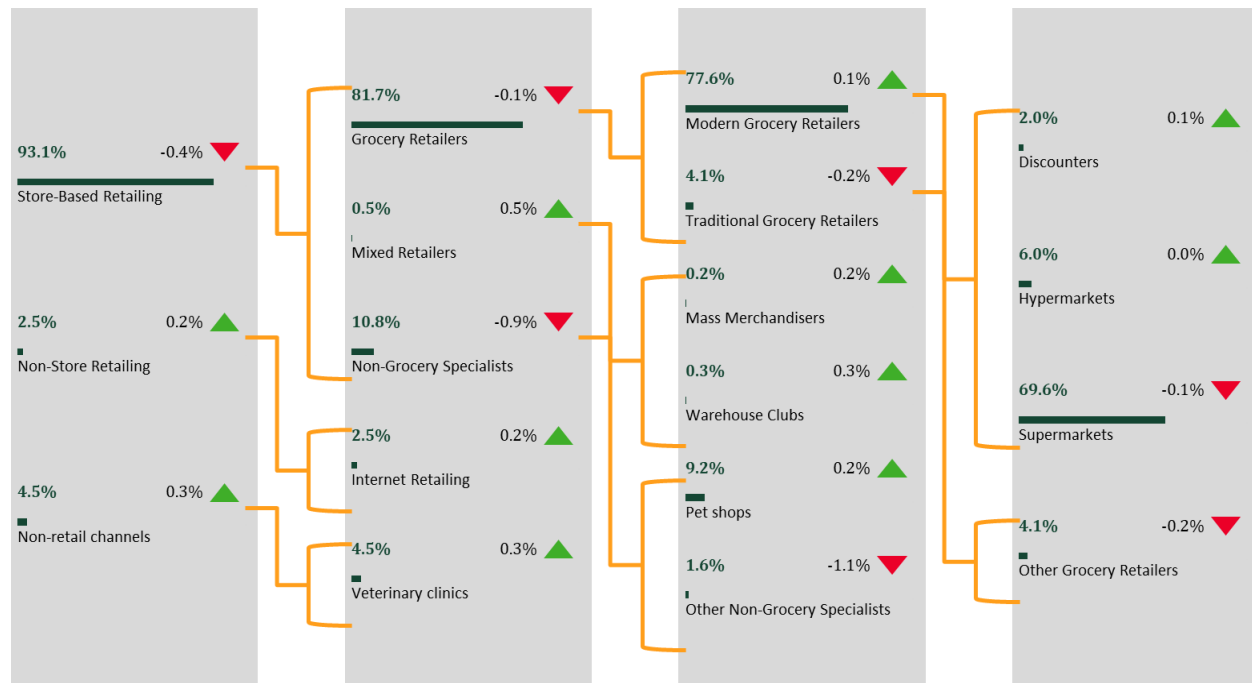 93.1% -0.4%
Store-Based Retailing
2.5% 0.2%
Non-Store Retailing
4.5% 0.3%
Non-retail channels
81.7% -0.1%
Grocery Retailers
0.5% 0.5%
Mixed Retailers
10.8% -0.9%
Non-Grocery Specialists
2.5% 0.2%
Internet Retailing
4.5% 0.3%
Veterinary clinics
77.6% 0.1%
Modern Grocery Retailers
4.1% -0.2%
Traditional Grocery Retailers
0.2% 0.2%
Mass Merchandisers
0.3% 0.3%
Warehouse Clubs
9.2% 0.2%
Pet shops
1.6% -1.1%
Other Non-Grocery Specialists
2.0% 0.1%
Discounters
6.0% 0.0%
Hypermarkets
69.6% -0.1%
Supermarkets
4.1% -0.2%
Other Grocery Retailers